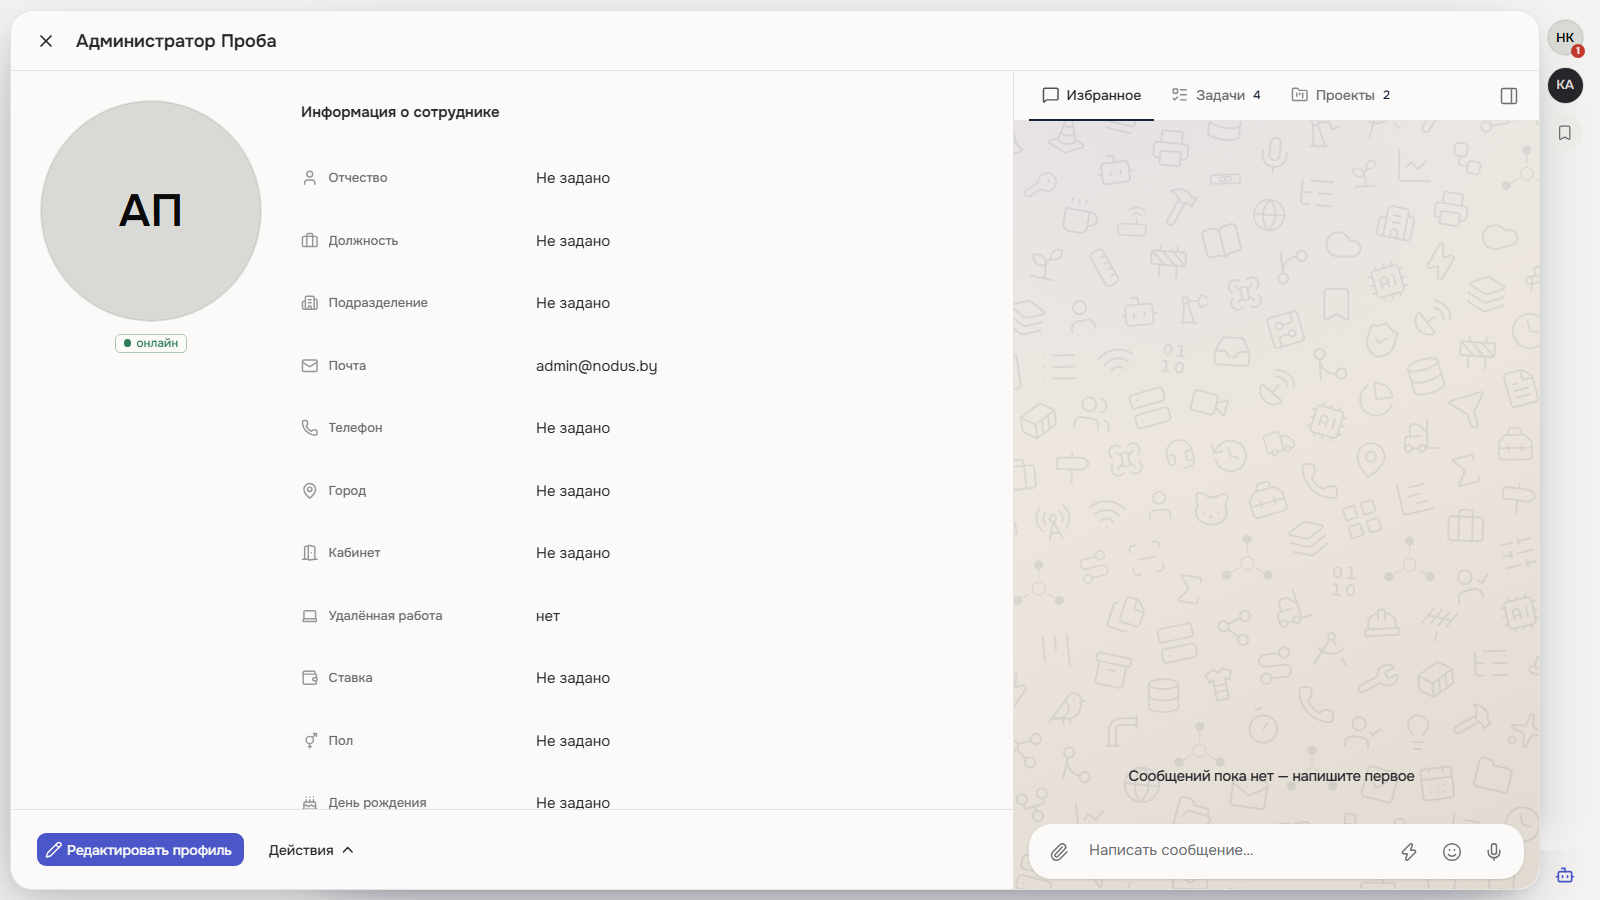 Администратор Проба
НК
1
КА
АП
онлайн
Информация о сотруднике
Отчество Не задано
Должность Не задано
Подразделение Не задано
Почта admin@nodus.by
Телефон Не задано
Город Не задано
Кабинет Не задано
Удалённая работа нет
Ставка Не задано
Пол Не задано
День рождения Не задано
Редактировать профиль Действия
Избранное Задачи 4 Проекты 2
Сообщений пока нет — напишите первое
Написать сообщение...